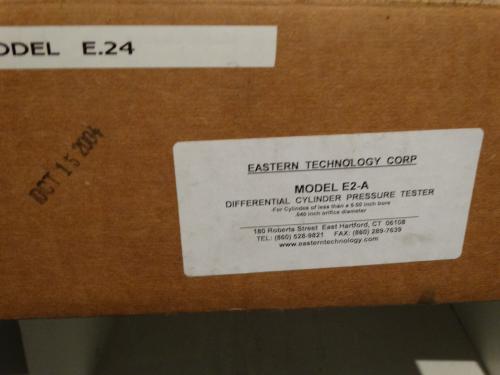 ODEL E.24
OCT 15 2004
EASTERN TECHNOLOGY CORP
MODEL E2-A
DIFFERENTIAL CYLINDER PRESSURE TESTER
-For Cylindes of less than a 5.00 inch bore
.040 inch orifice diameter
180 Roberts Street East Hartford, CT 06108
TEL: (860) 528-9821 FAX: (860) 289-7639
www.easterntechnology.com